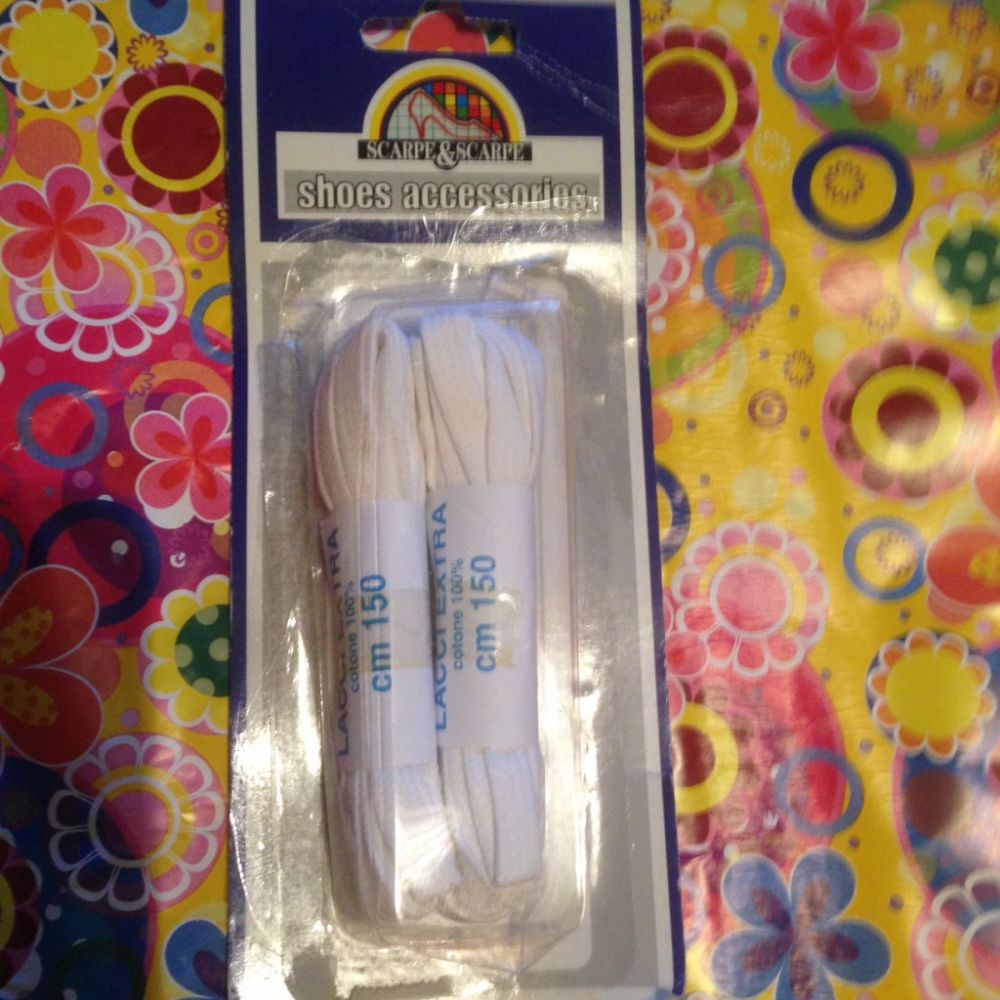 SCARPE & SCARPE
shoes accessories
LACCI EXTRA
cotone 100%
cm 150
LACCI EXTRA
cotone 100%
cm 150